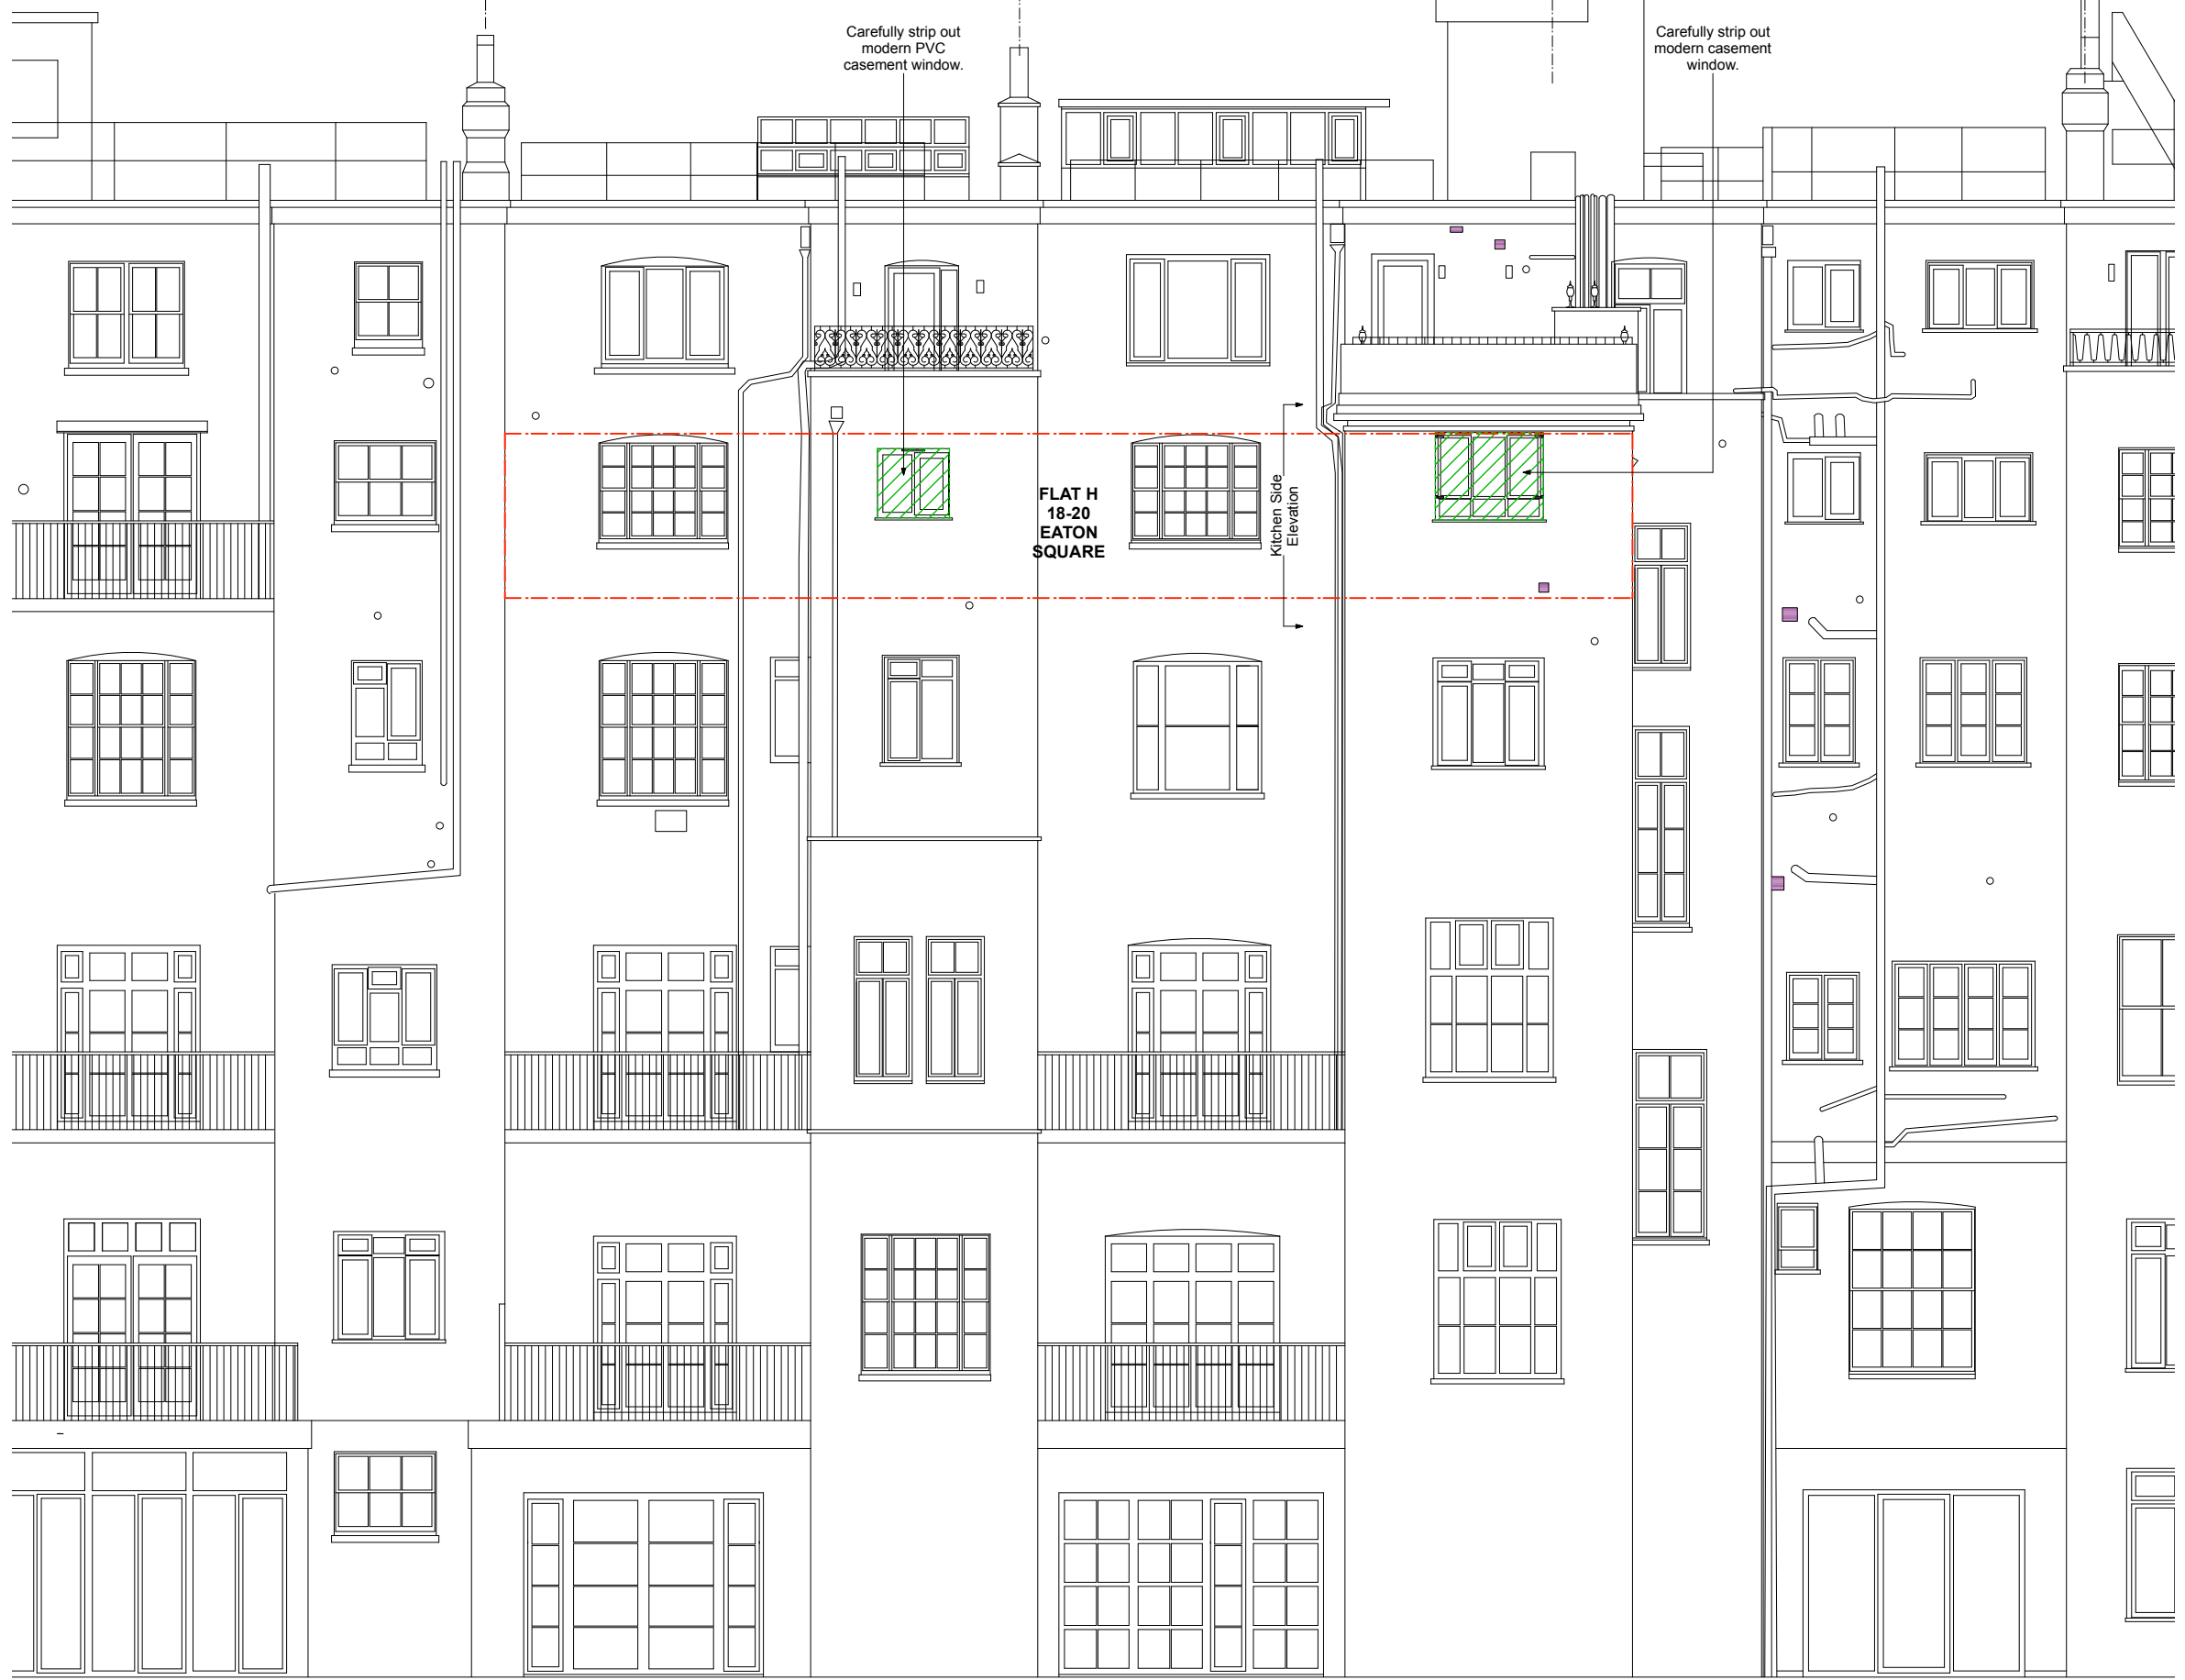 Carefully strip out
modern PVC
casement window.
Carefully strip out
modern casement
window.
FLAT H
18-20
EATON
SQUARE
Kitchen Side
Elevation